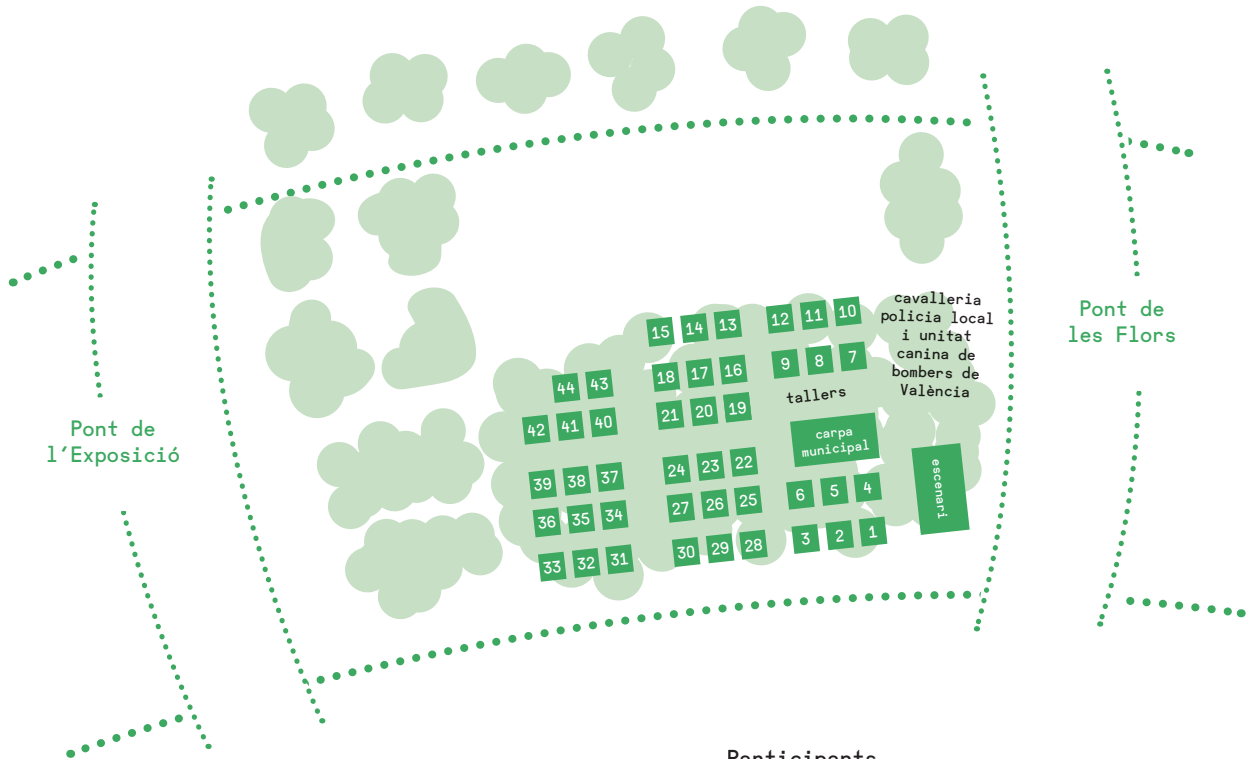 cavalleria
policia local
i unitat
canina de
bombers de
València
Pont de
les Flors
Pont de
l'Exposició
12 11 10
15 14 13
9 8 7
18 17 16
44 43
tallers
21 20 19
42 41 40
carpa
municipal
escenari
24 23 22
39 38 37
6 5 4
27 26 25
36 35 34
3 2 1
30 29 28
33 32 31